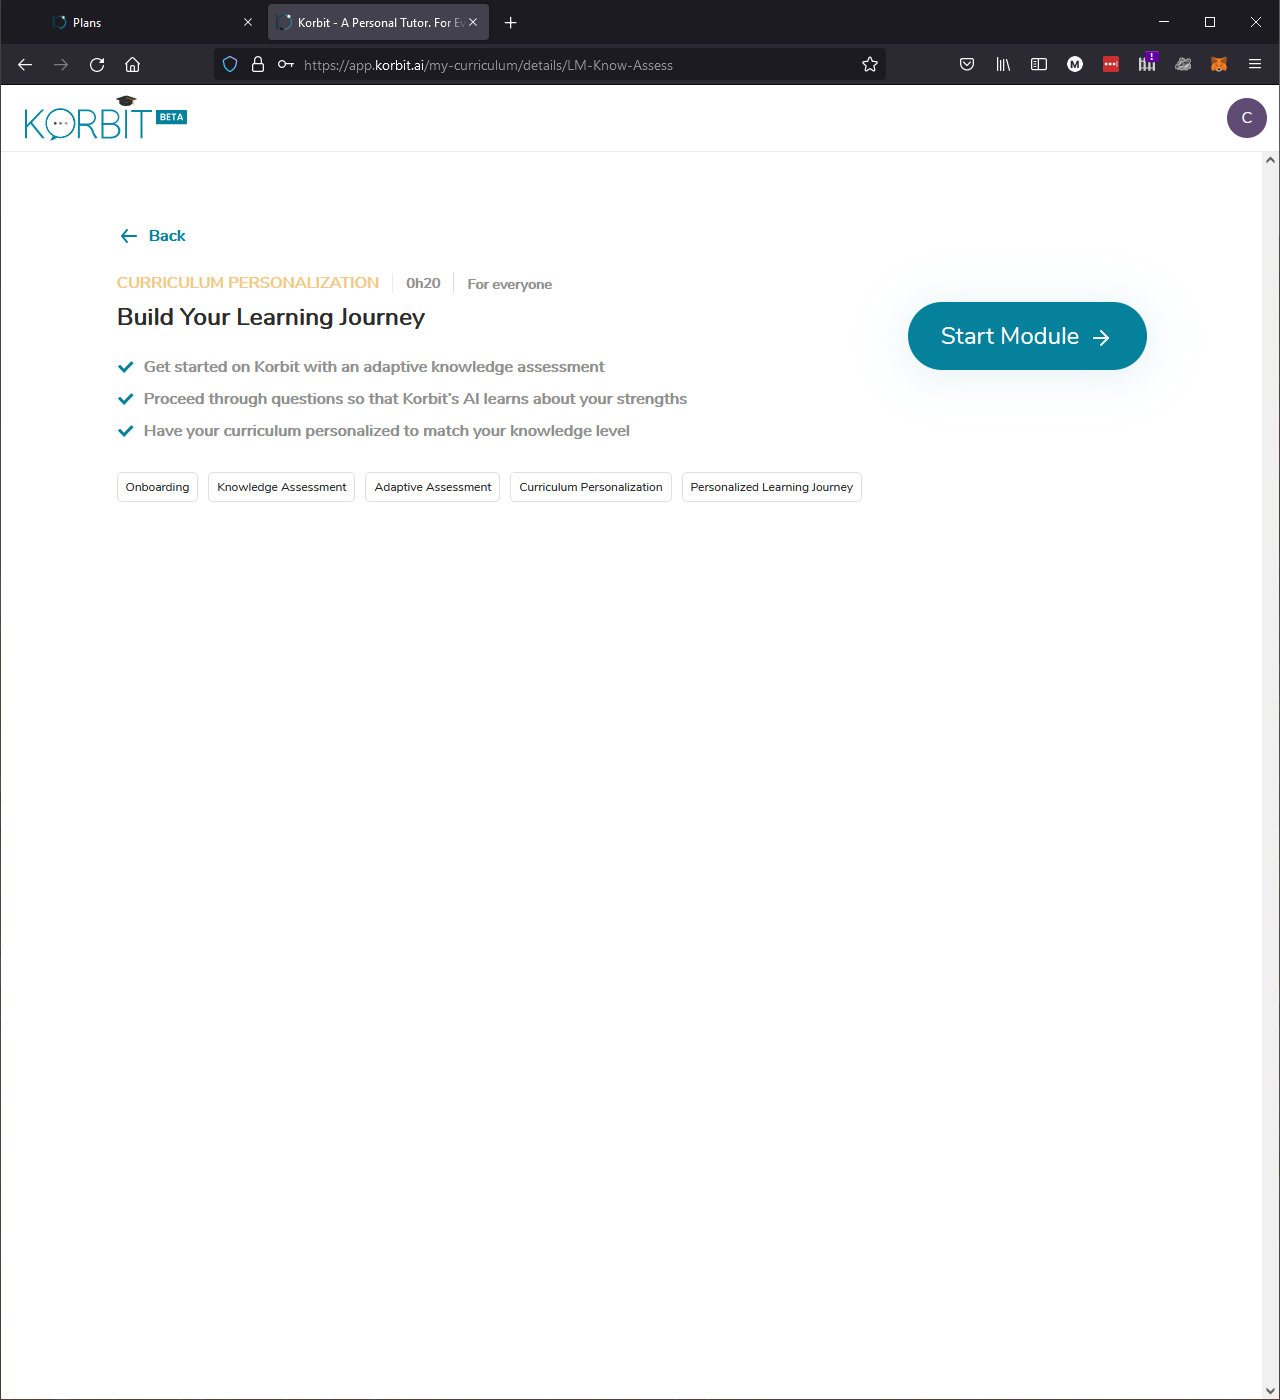 Plans
Korbit - A Personal Tutor. For Ev
https://app.korbit.ai/my-curriculum/details/LM-Know-Assess
M
!
KORBIT BETA
C
Back
CURRICULUM PERSONALIZATION 0h20 For everyone
Build Your Learning Journey
Start Module
Get started on Korbit with an adaptive knowledge assessment
Proceed through questions so that Korbit's AI learns about your strengths
Have your curriculum personalized to match your knowledge level
Onboarding Knowledge Assessment Adaptive Assessment Curriculum Personalization Personalized Learning Journey